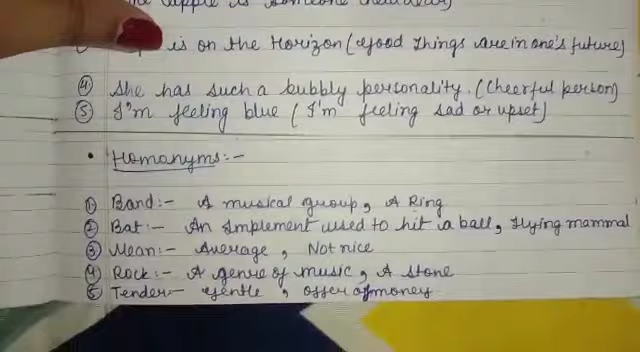 apple is someone
is on the Horizon (Good things are in one's future)
④ She has such a bubbly personality. (Cheerful person)
⑤ I'm feeling blue (I'm feeling sad or upset)
• Homonyms:-
① Band:- A musical group, A Ring
② Bat:- An Implement used to hit a ball, flying mammal
③ Mean:- Average, Not nice
④ Rock:- A genre of music, A stone
⑤ Tender:- Gentle, offer of money